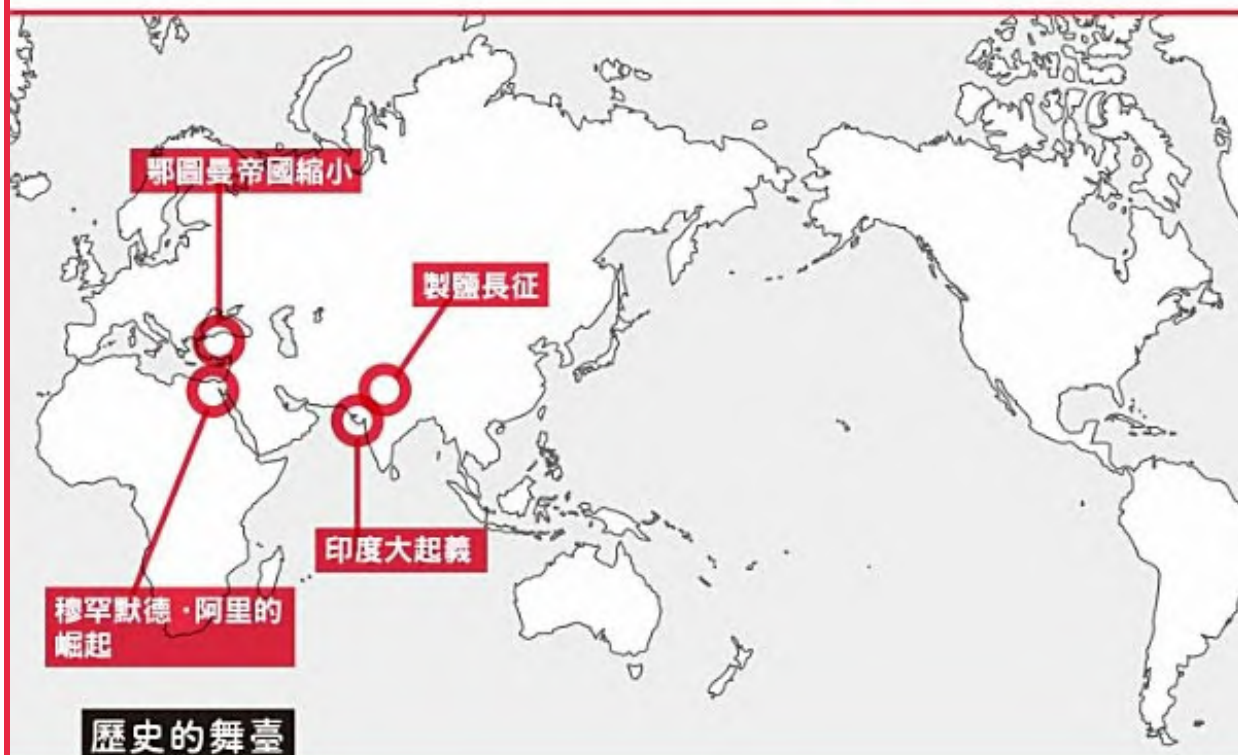 鄂圖曼帝國縮小
製鹽長征
印度大起義
穆罕默德・阿里的
崛起
歷史的舞臺